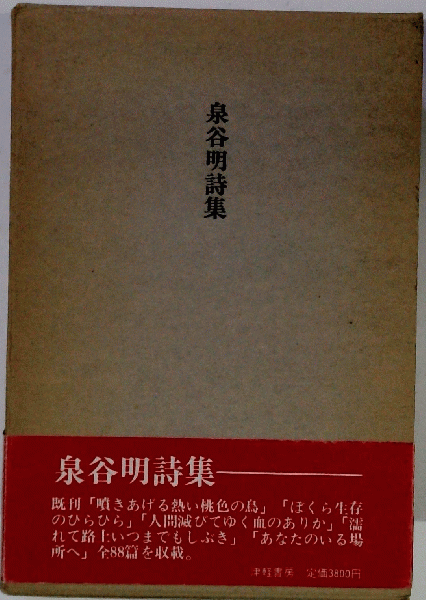 泉谷明詩集
泉谷明詩集
既刊「噴きあげる熱い桃色の鳥」「ぼくら生存
のひらひら」「人間滅びてゆく血のありか」「濡
れて路上いつまでもしぶき」「あなたのいる場
所へ」全88篇を収載。
津軽書房 定価3800円